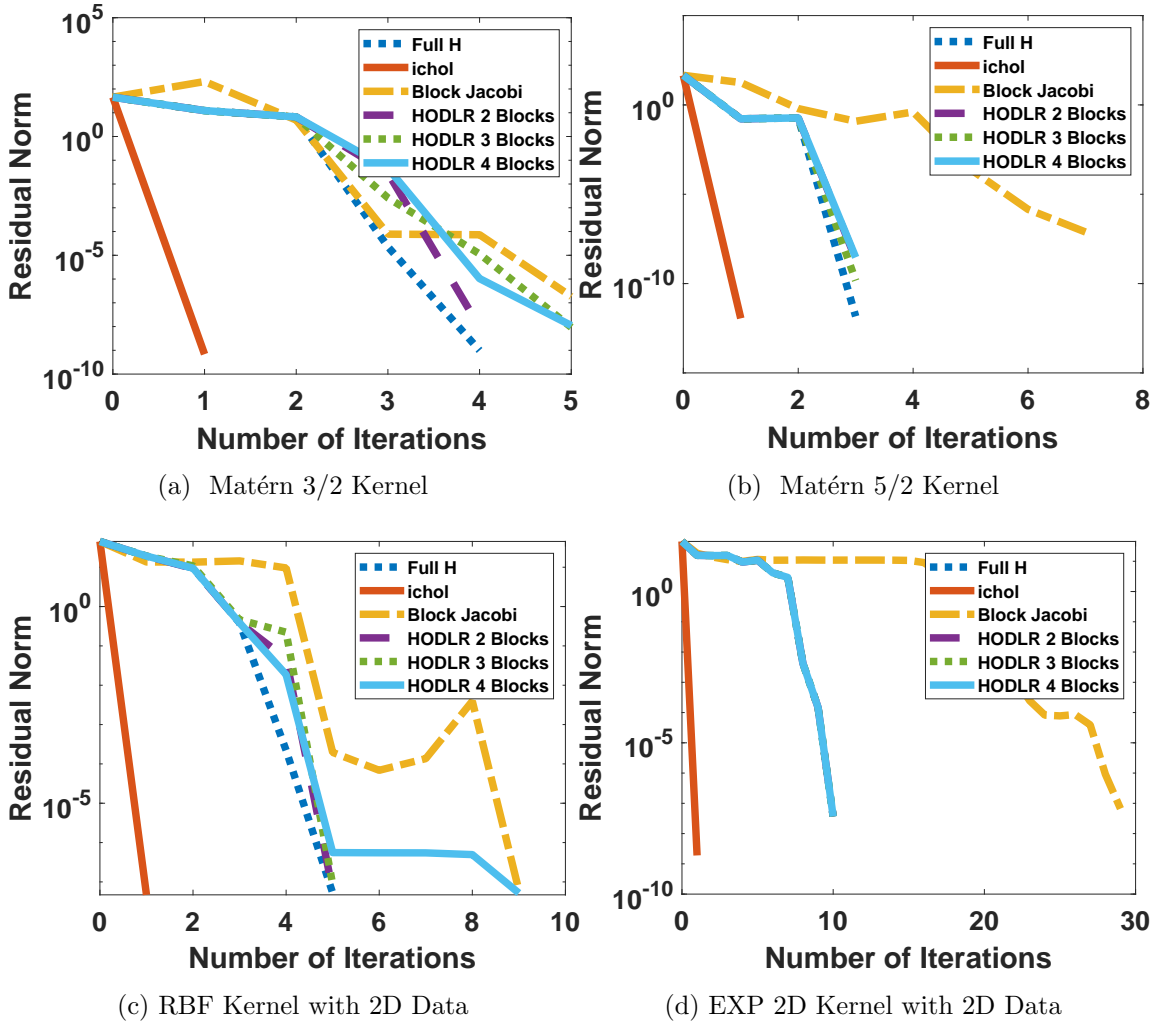 10^5
10^0
10^-5
10^-10
Residual Norm
Full H
ichol
Block Jacobi
HODLR 2 Blocks
HODLR 3 Blocks
HODLR 4 Blocks
0 1 2 3 4 5
Number of Iterations
(a) Matérn 3/2 Kernel
10^0
10^-10
Residual Norm
Full H
ichol
Block Jacobi
HODLR 2 Blocks
HODLR 3 Blocks
HODLR 4 Blocks
0 2 4 6 8
Number of Iterations
(b) Matérn 5/2 Kernel
10^0
10^-5
Residual Norm
Full H
ichol
Block Jacobi
HODLR 2 Blocks
HODLR 3 Blocks
HODLR 4 Blocks
0 2 4 6 8 10
Number of Iterations
(c) RBF Kernel with 2D Data
10^0
10^-5
10^-10
Residual Norm
Full H
ichol
Block Jacobi
HODLR 2 Blocks
HODLR 3 Blocks
HODLR 4 Blocks
0 10 20 30
Number of Iterations
(d) EXP 2D Kernel with 2D Data